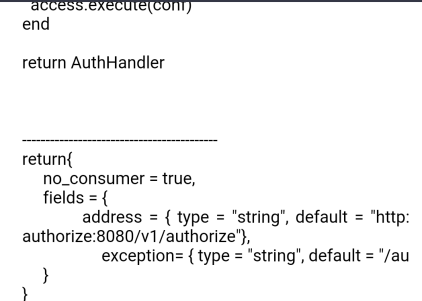 access.execute(conf)
end
return AuthHandler
------------------------------------------
return{
no_consumer = true,
fields = {
address = { type = "string", default = "http:
authorize:8080/v1/authorize"},
exception= { type = "string", default = "/au
}
}